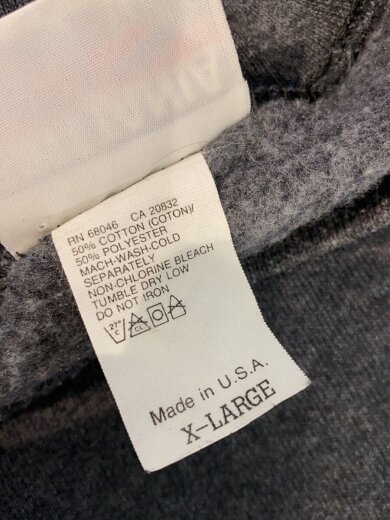 RN 68046 CA 20832
50% COTTON (COTON)/
50% POLYESTER
MACH-WASH-COLD
SEPARATELY
NON-CHLORINE BLEACH
TUMBLE DRY LOW
DO NOT IRON
Made in U.S.A.
X-LARGE